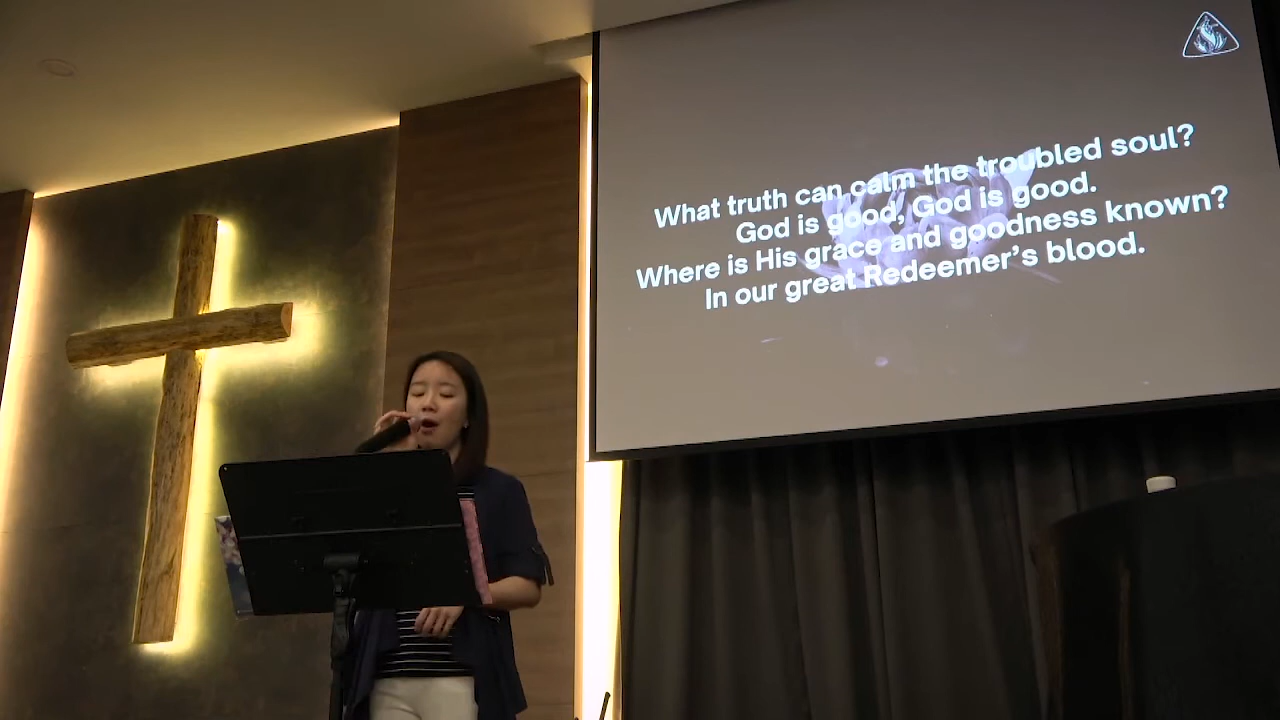 What truth can calm the troubled soul?
God is good, God is good.
Where is His grace and goodness known?
In our great Redeemer’s blood.